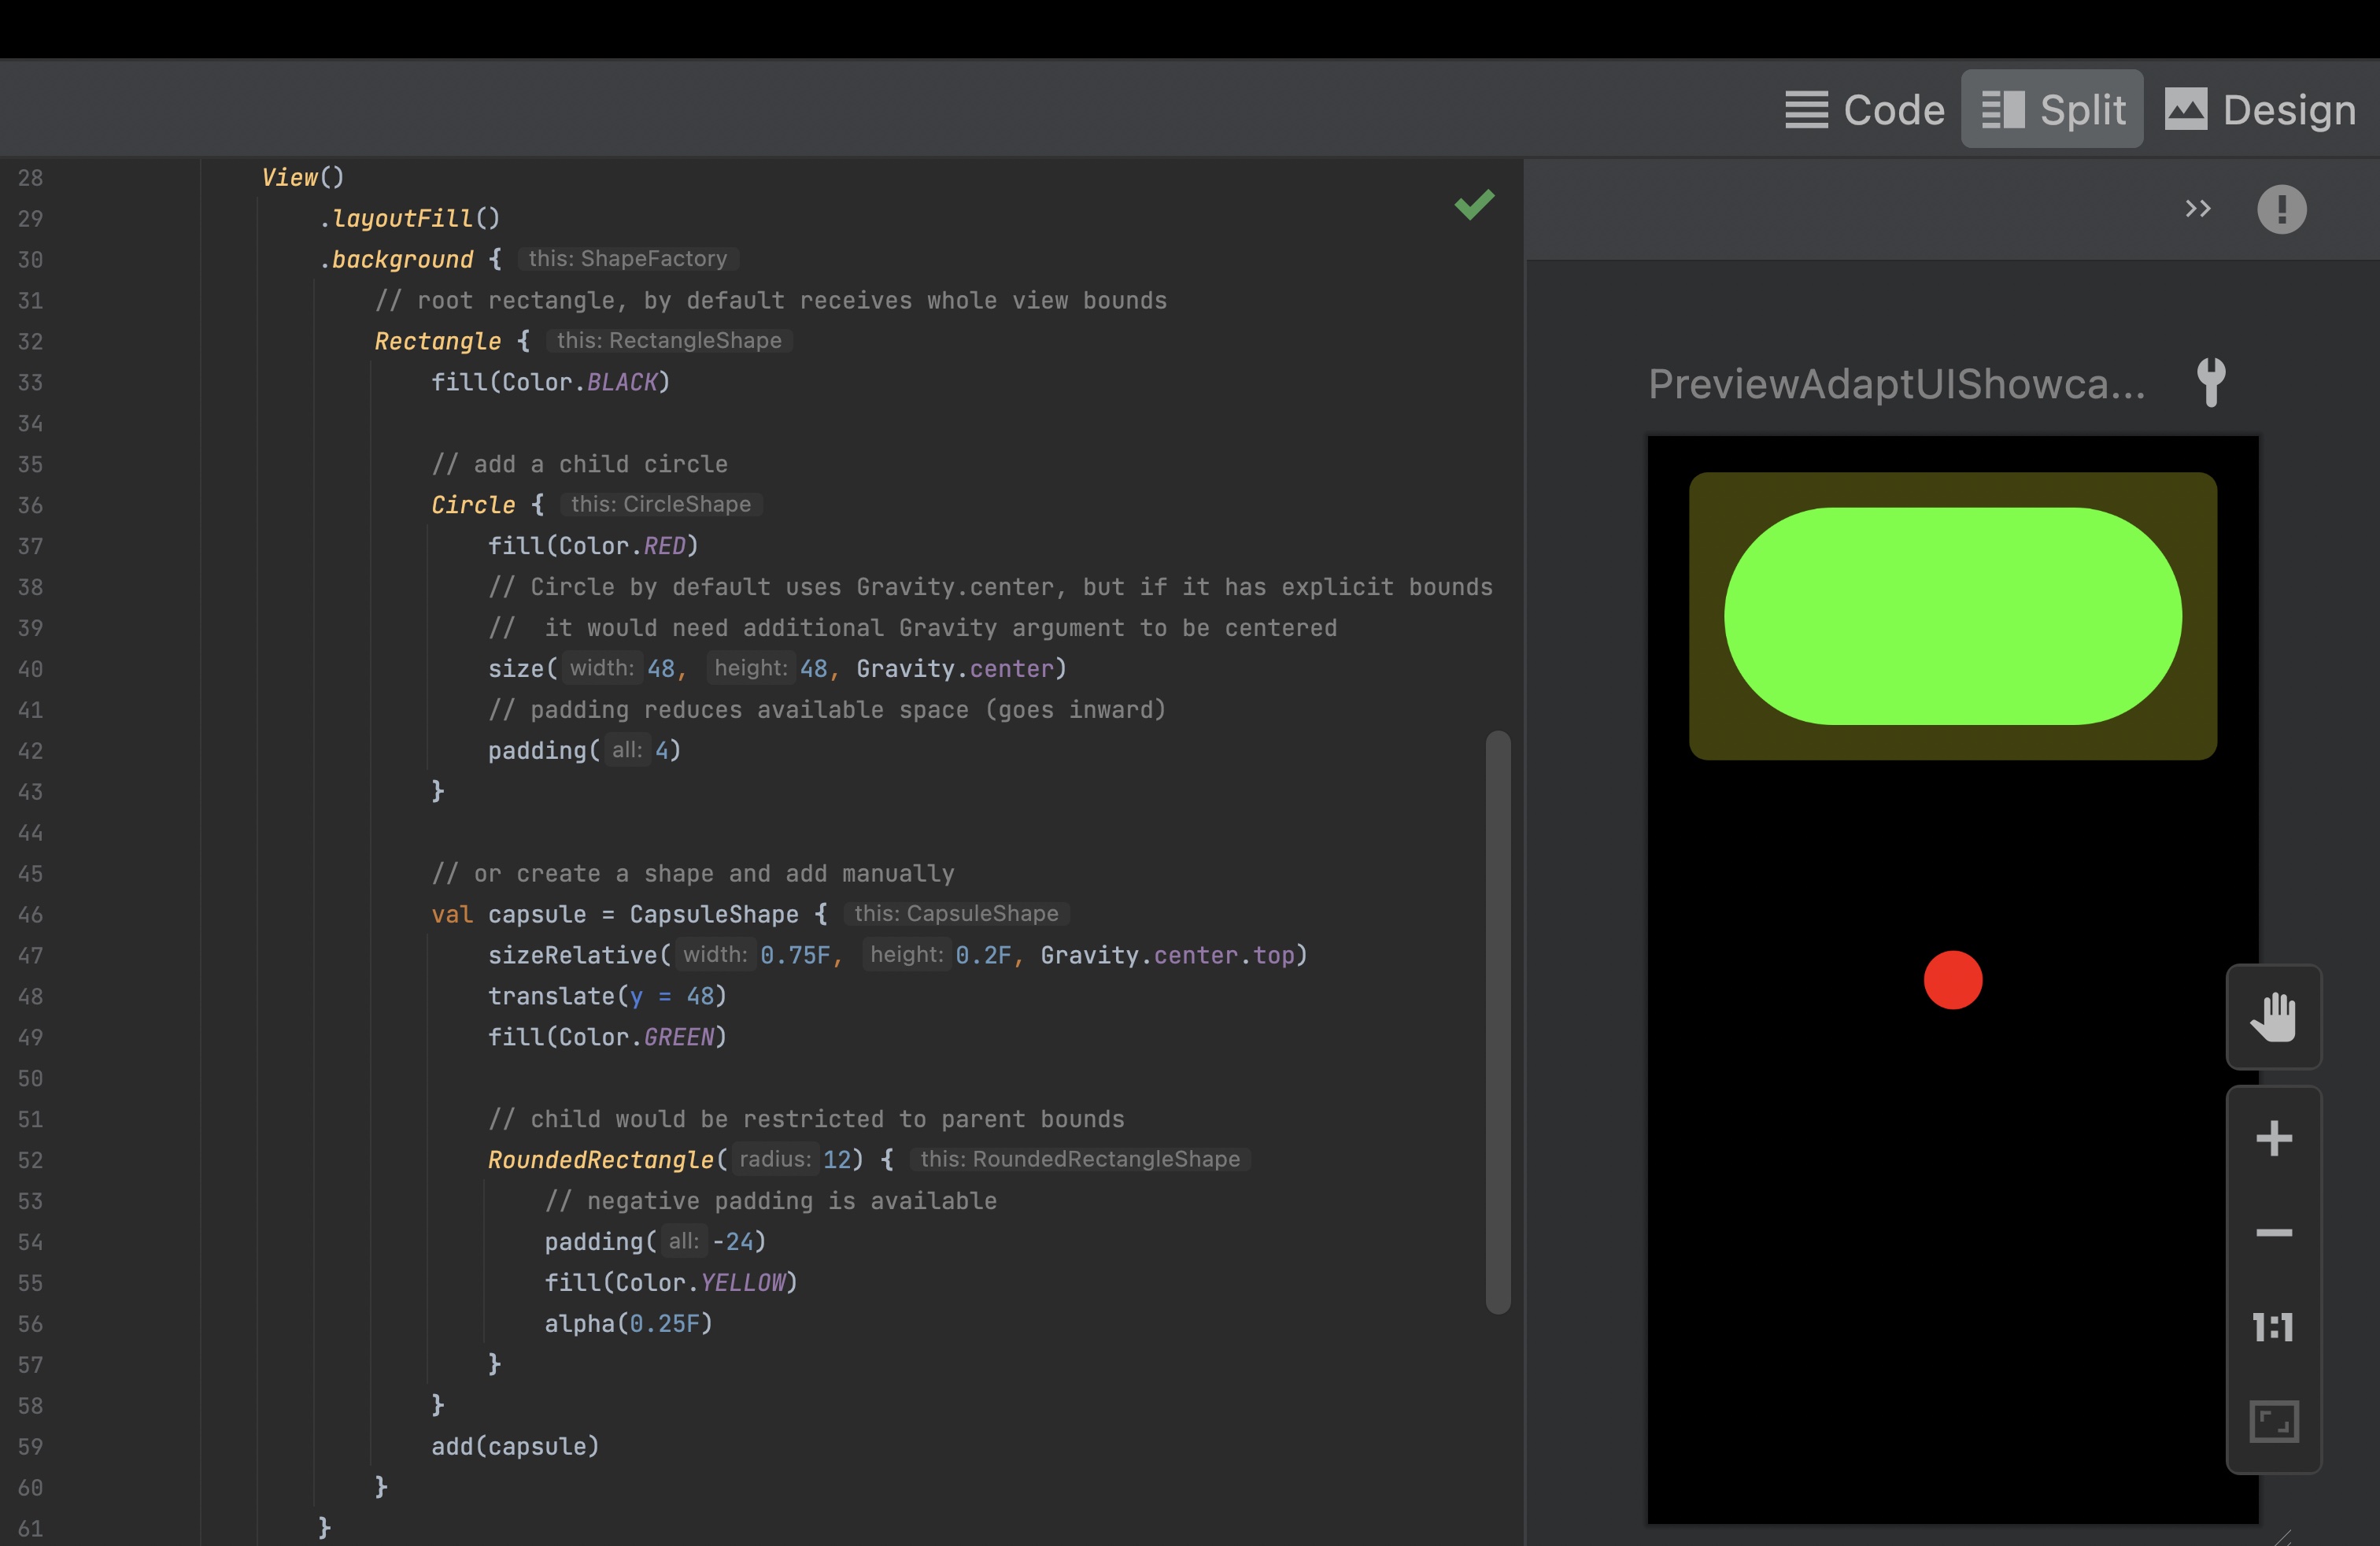 Code Split Design
28 View()
29 .layoutFill()
30 .background { this: ShapeFactory
31 // root rectangle, by default receives whole view bounds
32 Rectangle { this: RectangleShape
33 fill(Color.BLACK)
34
35 // add a child circle
36 Circle { this: CircleShape
37 fill(Color.RED)
38 // Circle by default uses Gravity.center, but if it has explicit bounds
39 //  it would need additional Gravity argument to be centered
40 size( width: 48, height: 48, Gravity.center)
41 // padding reduces available space (goes inward)
42 padding( all: 4)
43 }
44
45 // or create a shape and add manually
46 val capsule = CapsuleShape { this: CapsuleShape
47 sizeRelative( width: 0.75F, height: 0.2F, Gravity.center.top)
48 translate(y = 48)
49 fill(Color.GREEN)
50
51 // child would be restricted to parent bounds
52 RoundedRectangle( radius: 12) { this: RoundedRectangleShape
53 // negative padding is available
54 padding( all: -24)
55 fill(Color.YELLOW)
56 alpha(0.25F)
57 }
58 }
59 add(capsule)
60 }
61 }
PreviewAdaptUIShowca...
1:1